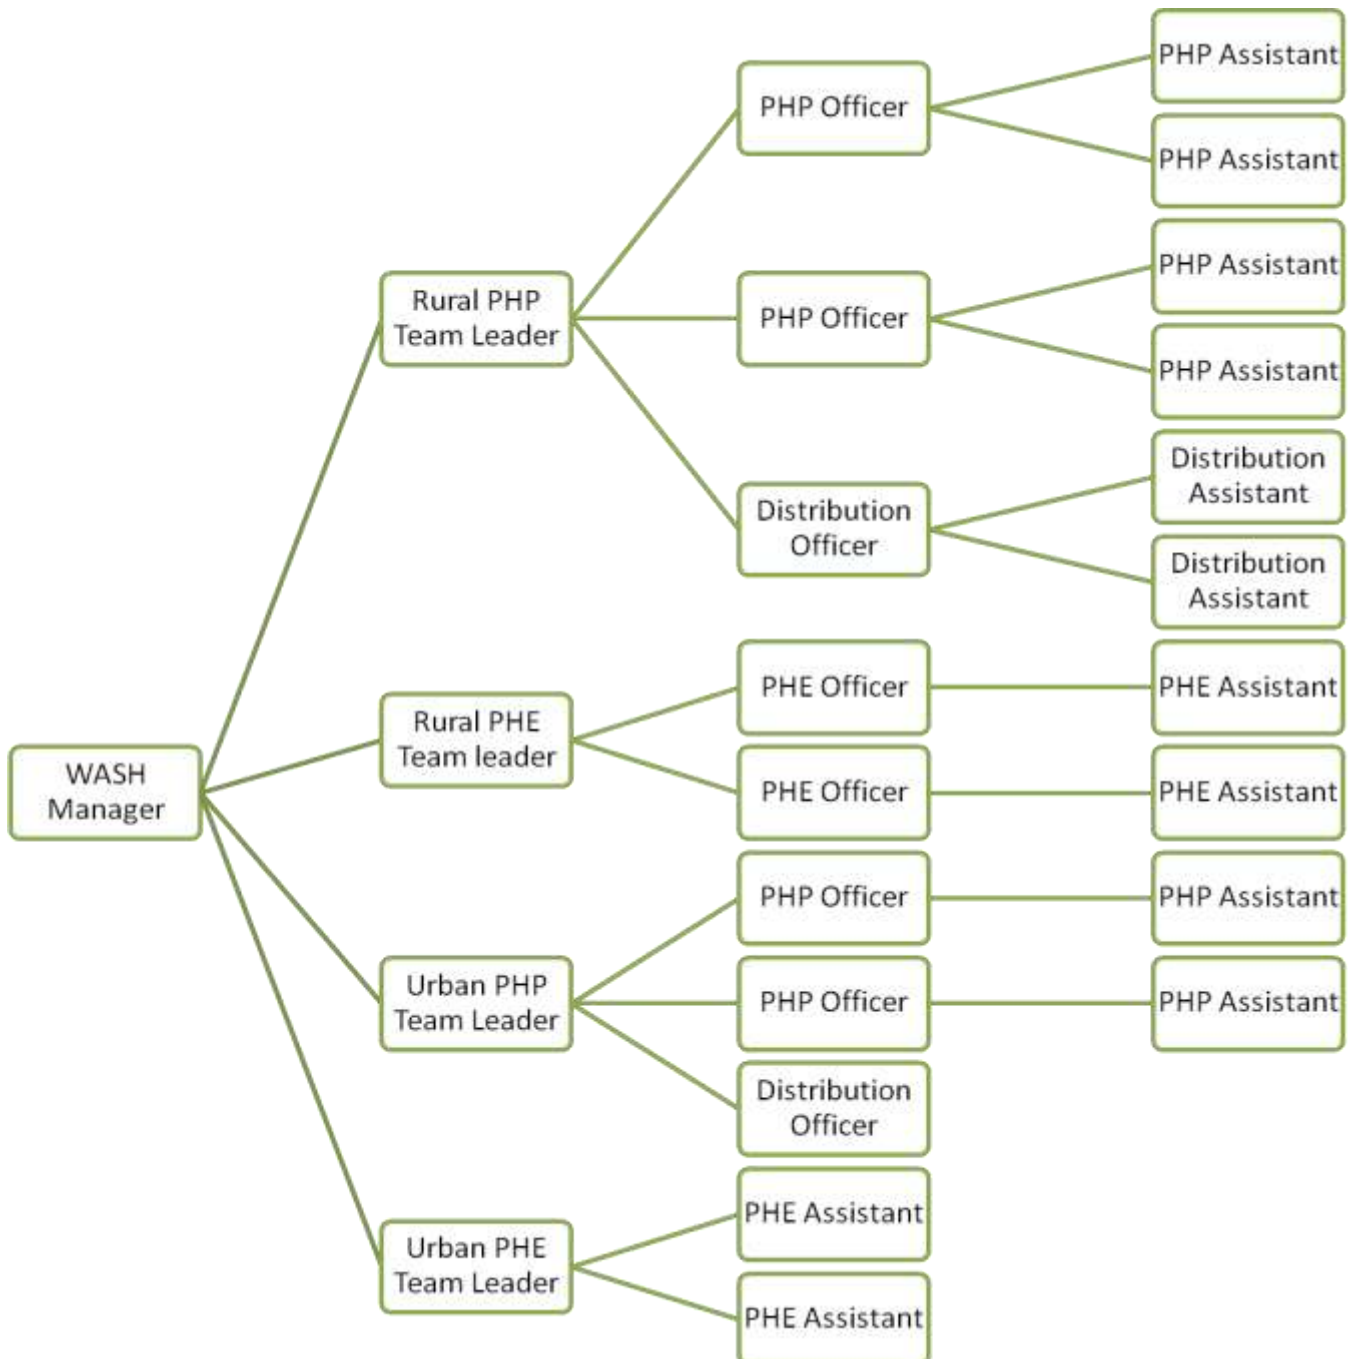 WASH
Manager
Rural PHP
Team Leader
PHP Officer
PHP Assistant
PHP Assistant
PHP Officer
PHP Assistant
PHP Assistant
Distribution
Officer
Distribution
Assistant
Distribution
Assistant
Rural PHE
Team leader
PHE Officer
PHE Assistant
PHE Officer
PHE Assistant
Urban PHP
Team Leader
PHP Officer
PHP Assistant
PHP Officer
PHP Assistant
Distribution
Officer
Urban PHE
Team Leader
PHE Assistant
PHE Assistant